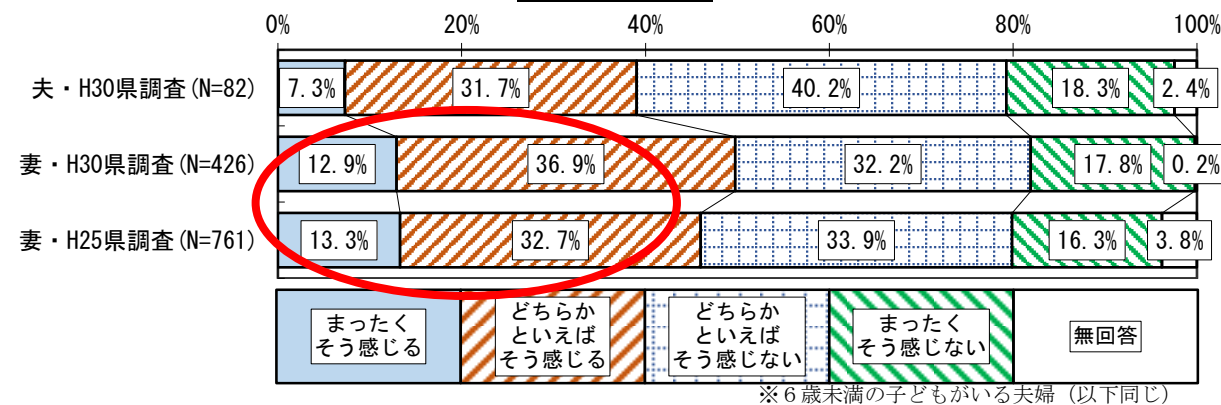 0% 20% 40% 60% 80% 100%
夫・H30県調査(N=82) 7.3% 31.7% 40.2% 18.3% 2.4%
妻・H30県調査(N=426) 12.9% 36.9% 32.2% 17.8% 0.2%
妻・H25県調査(N=761) 13.3% 32.7% 33.9% 16.3% 3.8%
まったく
そう感じる
どちらか
といえば
そう感じる
どちらか
といえば
そう感じない
まったく
そう感じない
無回答
※６歳未満の子どもがいる夫婦（以下同じ）